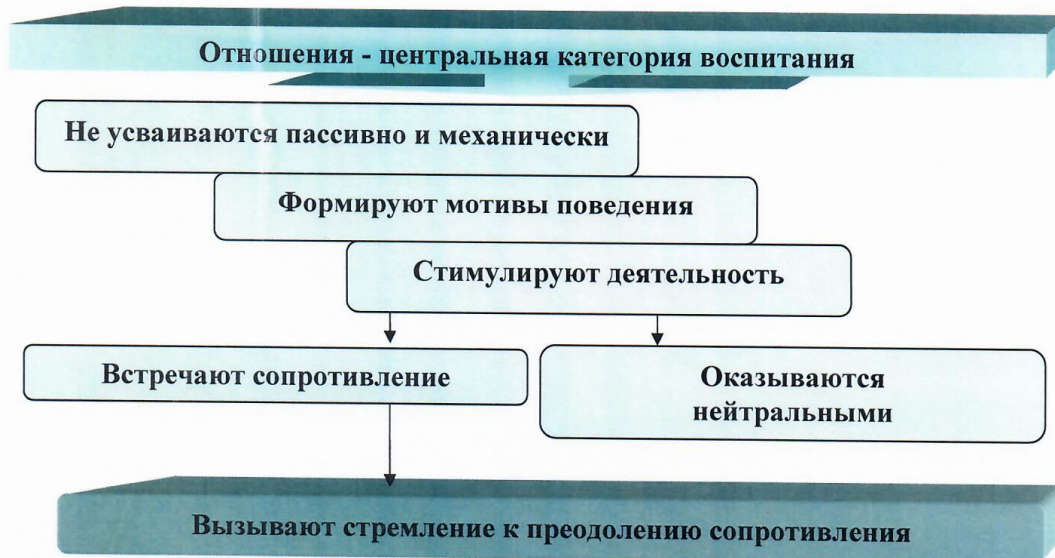 Отношения - центральная категория воспитания
Не усваиваются пассивно и механически
Формируют мотивы поведения
Стимулируют деятельность
Встречают сопротивление
Оказываются
нейтральными
Вызывают стремление к преодолению сопротивления